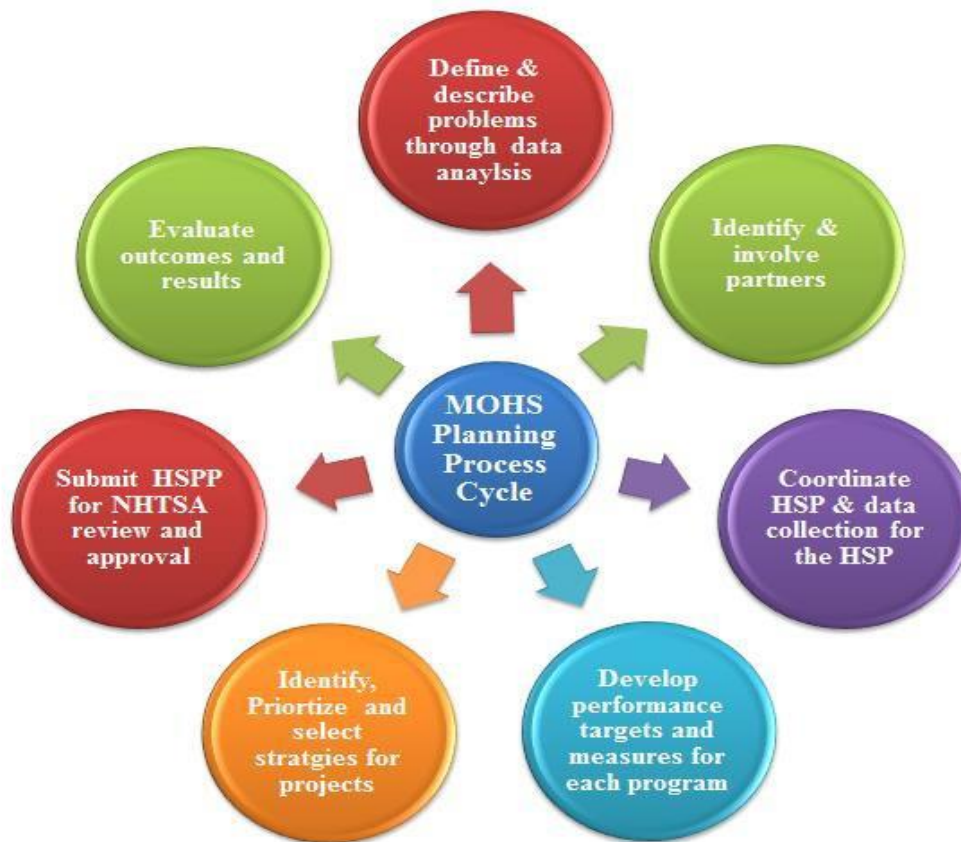 Define &
describe
problems
through data
anaylsis
Identify &
involve
partners
Coordinate
HSP & data
collection for
the HSP
Develop
performance
targets and
measures for
each program
Identify,
Priortize and
select
stratgies for
projects
Submit HSPP
for NHTSA
review and
approval
Evaluate
outcomes and
results
MOHS
Planning
Process
Cycle